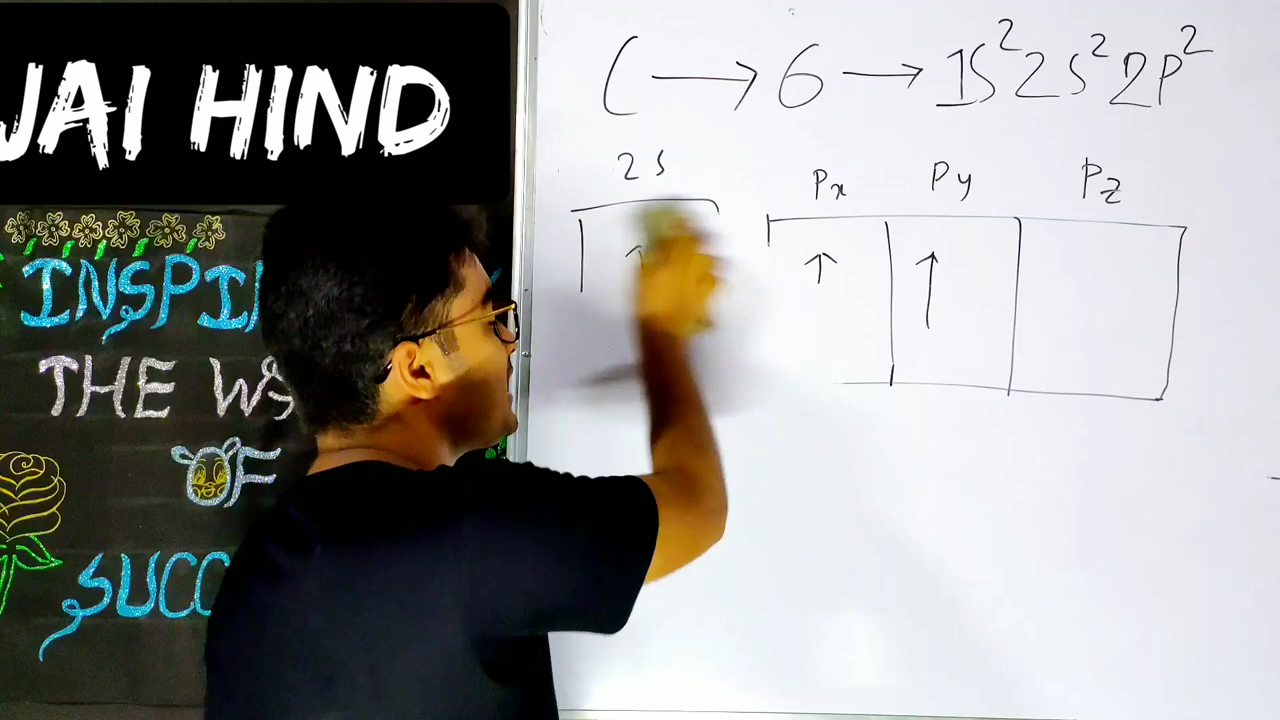 JAI HIND
INSPI
THE W
OF
SUCC
C → 6 → 1S²2S²2P²
2S
Px Py Pz
↑ ↑ ↑